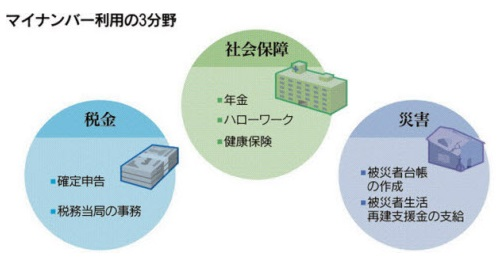 マイナンバー利用の3分野
社会保障
▪年金
▪ハローワーク
▪健康保険
税金
▪確定申告
▪税務当局の事務
災害
▪被災者台帳
の作成
▪被災者生活
再建支援金の支給